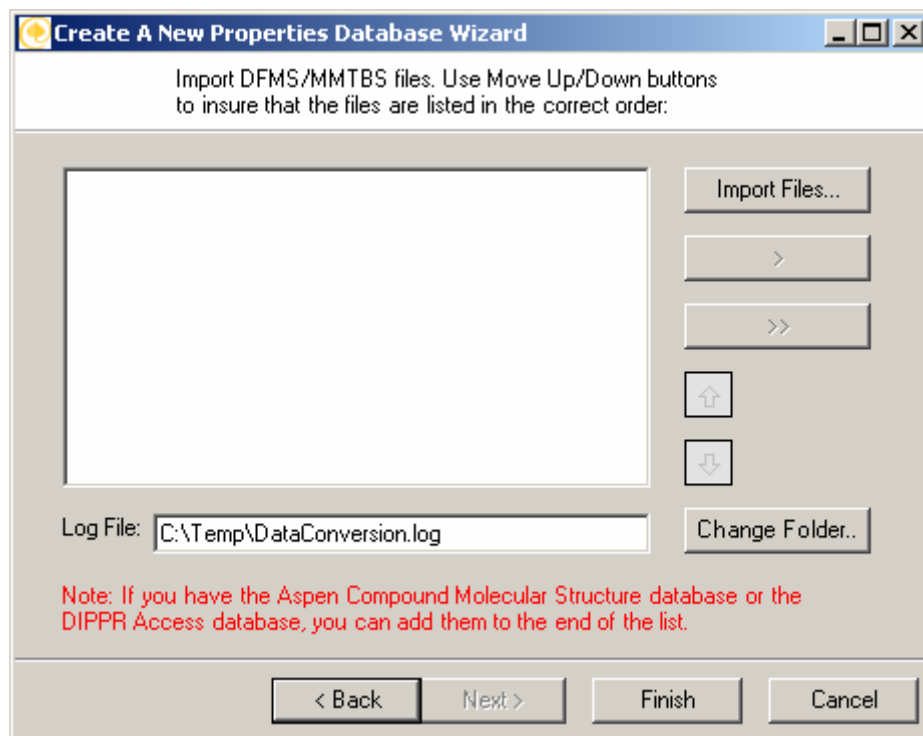 Create A New Properties Database Wizard
Import DFMS/MMTBS files. Use Move Up/Down buttons
to insure that the files are listed in the correct order:
Import Files...
>
>>
Log File:
C:\Temp\DataConversion.log
Change Folder..
Note: If you have the Aspen Compound Molecular Structure database or the
DIPPR Access database, you can add them to the end of the list.
< Back
Next >
Finish
Cancel